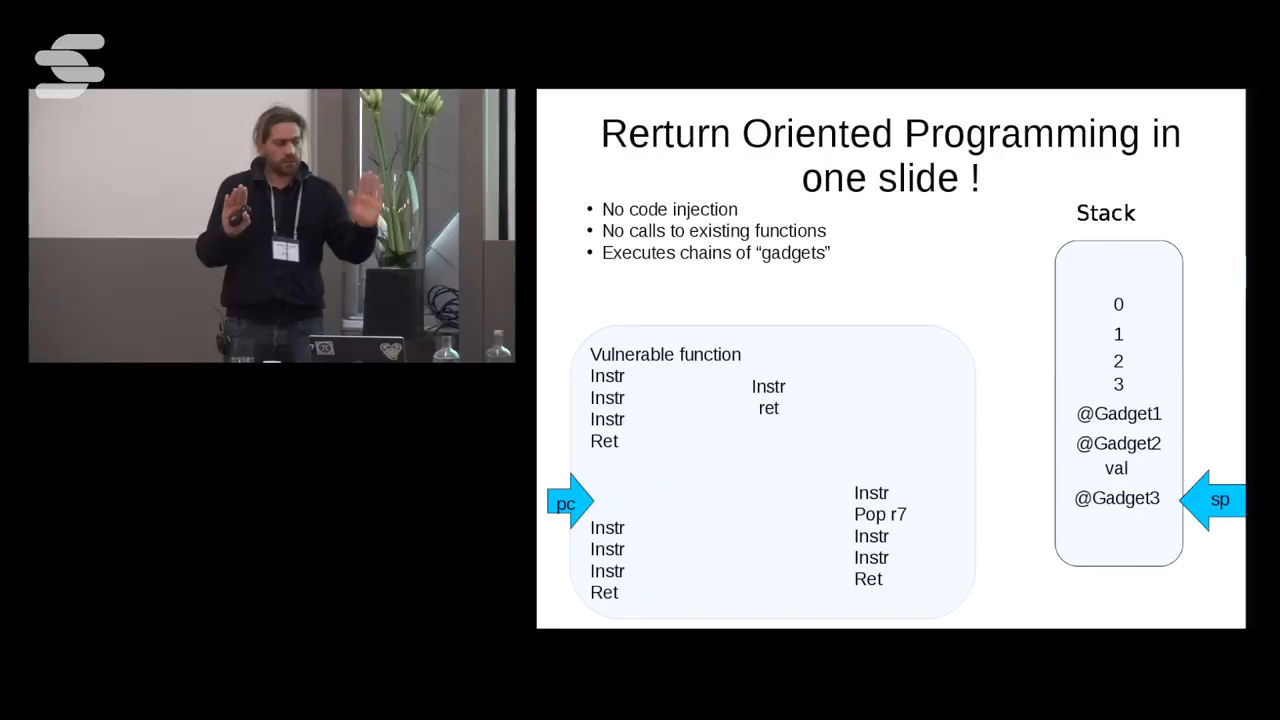 Rerturn Oriented Programming in
one slide !
• No code injection
• No calls to existing functions
• Executes chains of “gadgets”
Stack
0
1
2
3
@Gadget1
@Gadget2
val
@Gadget3
sp
Vulnerable function
Instr
Instr
Instr
Ret
Instr
ret
pc
Instr
Instr
Instr
Ret
Instr
Pop r7
Instr
Instr
Ret